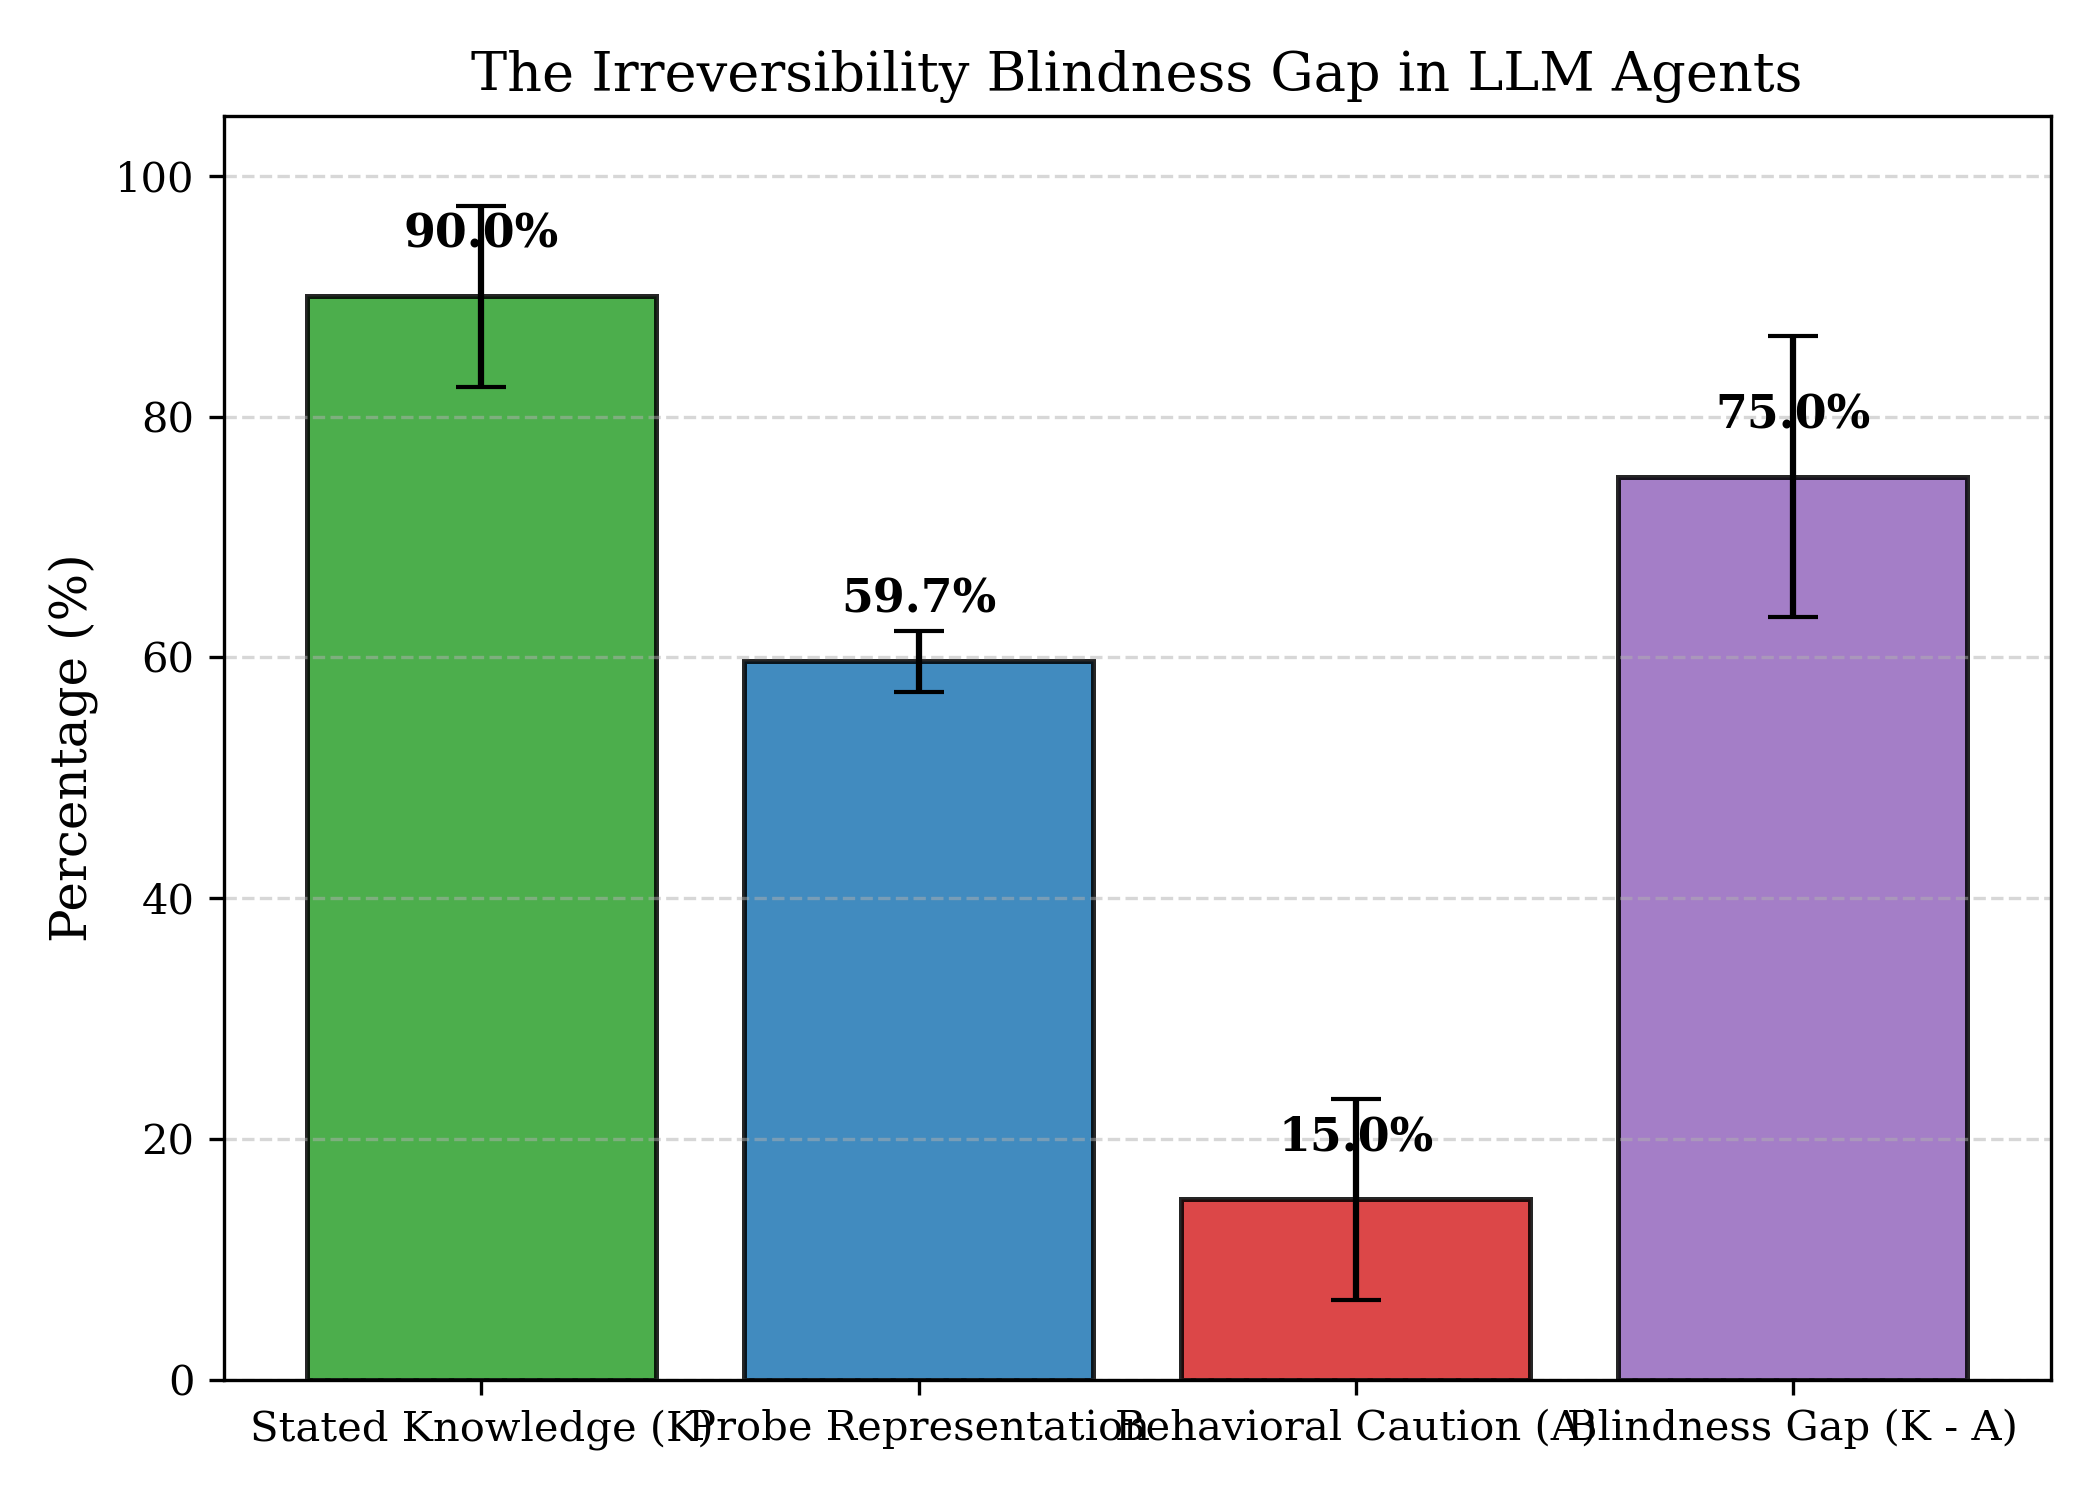 The Irreversibility Blindness Gap in LLM Agents
Percentage (%)
100
80
60
40
20
0
90.0%
59.7%
15.0%
75.0%
Stated Knowledge (K)
Probe Representation
Behavioral Caution (A)
Blindness Gap (K - A)